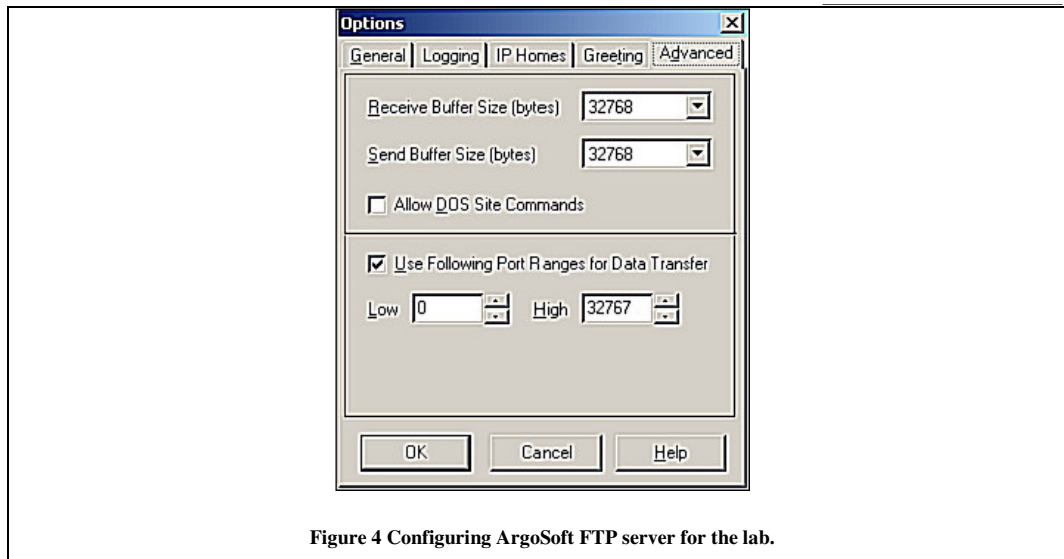 Options
General Logging IP Homes Greeting Advanced
Receive Buffer Size (bytes) 32768
Send Buffer Size (bytes) 32768
Allow DOS Site Commands
Use Following Port Ranges for Data Transfer
Low 0 High 32767
OK Cancel Help
Figure 4 Configuring ArgoSoft FTP server for the lab.